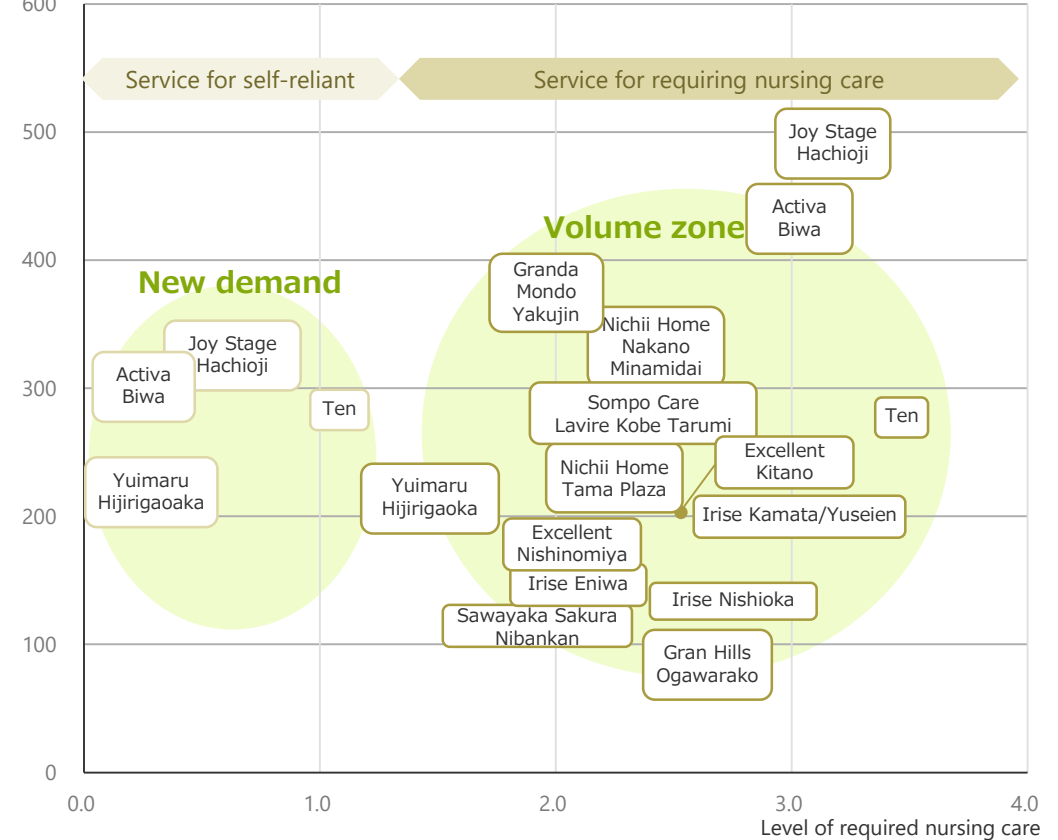 600
Service for self-reliant
Service for requiring nursing care
500
Joy Stage
Hachioji
Activa
Biwa
Volume zone
400
Granda
Mondo
Yakujin
New demand
Nichii Home
Nakano
Minamidai
Joy Stage
Hachioji
Activa
Biwa
300
Ten
Sompo Care
Lavire Kobe Tarumi
Ten
Excellent
Kitano
Nichii Home
Tama Plaza
Yuimaru
Hijirigaoaka
Yuimaru
Hijirigaoka
200
Irise Kamata/Yuseien
Excellent
Nishinomiya
Irise Eniwa
Irise Nishioka
Sawayaka Sakura
Nibankan
100
Gran Hills
Ogawarako
0
0.0
1.0
2.0
3.0
4.0
Level of required nursing care